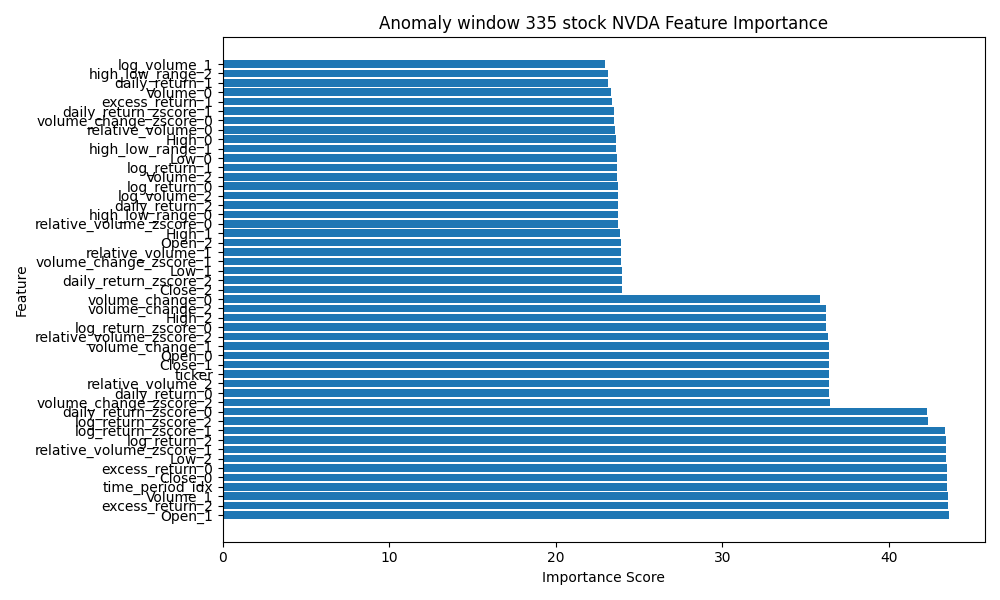 Anomaly window 335 stock NVDA Feature Importance
log_volume_1
high_low_range_2
daily_return_1
Volume_0
excess_return_1
daily_return_zscore_1
volume_change_zscore_0
relative_volume_0
High_0
high_low_range_1
Low_0
log_return_1
Volume_2
log_return_0
log_volume_2
daily_return_2
high_low_range_0
relative_volume_zscore_0
High_1
Open_2
relative_volume_1
volume_change_zscore_1
Low_1
daily_return_zscore_2
Close_2
volume_change_0
volume_change_2
High_2
log_return_zscore_0
relative_volume_zscore_2
volume_change_1
Open_0
Close_1
ticker
relative_volume_2
daily_return_0
volume_change_zscore_2
daily_return_zscore_0
log_return_zscore_2
log_return_zscore_1
log_return_2
relative_volume_zscore_1
Low_2
excess_return_0
Close_0
time_period_idx
Volume_1
excess_return_2
Open_1
Feature
0 10 20 30 40
Importance Score